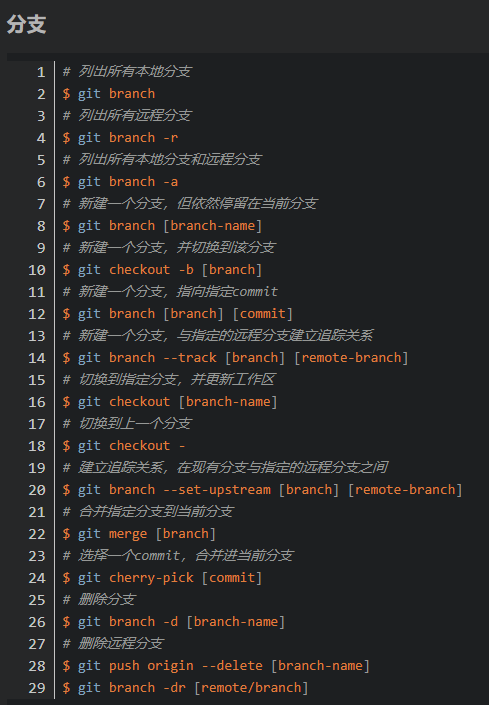 分支
1 # 列出所有本地分支
2 $ git branch
3 # 列出所有远程分支
4 $ git branch -r
5 # 列出所有本地分支和远程分支
6 $ git branch -a
7 # 新建一个分支，但依然停留在当前分支
8 $ git branch [branch-name]
9 # 新建一个分支，并切换到该分支
10 $ git checkout -b [branch]
11 # 新建一个分支，指向指定commit
12 $ git branch [branch] [commit]
13 # 新建一个分支，与指定的远程分支建立追踪关系
14 $ git branch --track [branch] [remote-branch]
15 # 切换到指定分支，并更新工作区
16 $ git checkout [branch-name]
17 # 切换到上一个分支
18 $ git checkout -
19 # 建立追踪关系，在现有分支与指定的远程分支之间
20 $ git branch --set-upstream [branch] [remote-branch]
21 # 合并指定分支到当前分支
22 $ git merge [branch]
23 # 选择一个commit，合并进当前分支
24 $ git cherry-pick [commit]
25 # 删除分支
26 $ git branch -d [branch-name]
27 # 删除远程分支
28 $ git push origin --delete [branch-name]
29 $ git branch -dr [remote/branch]